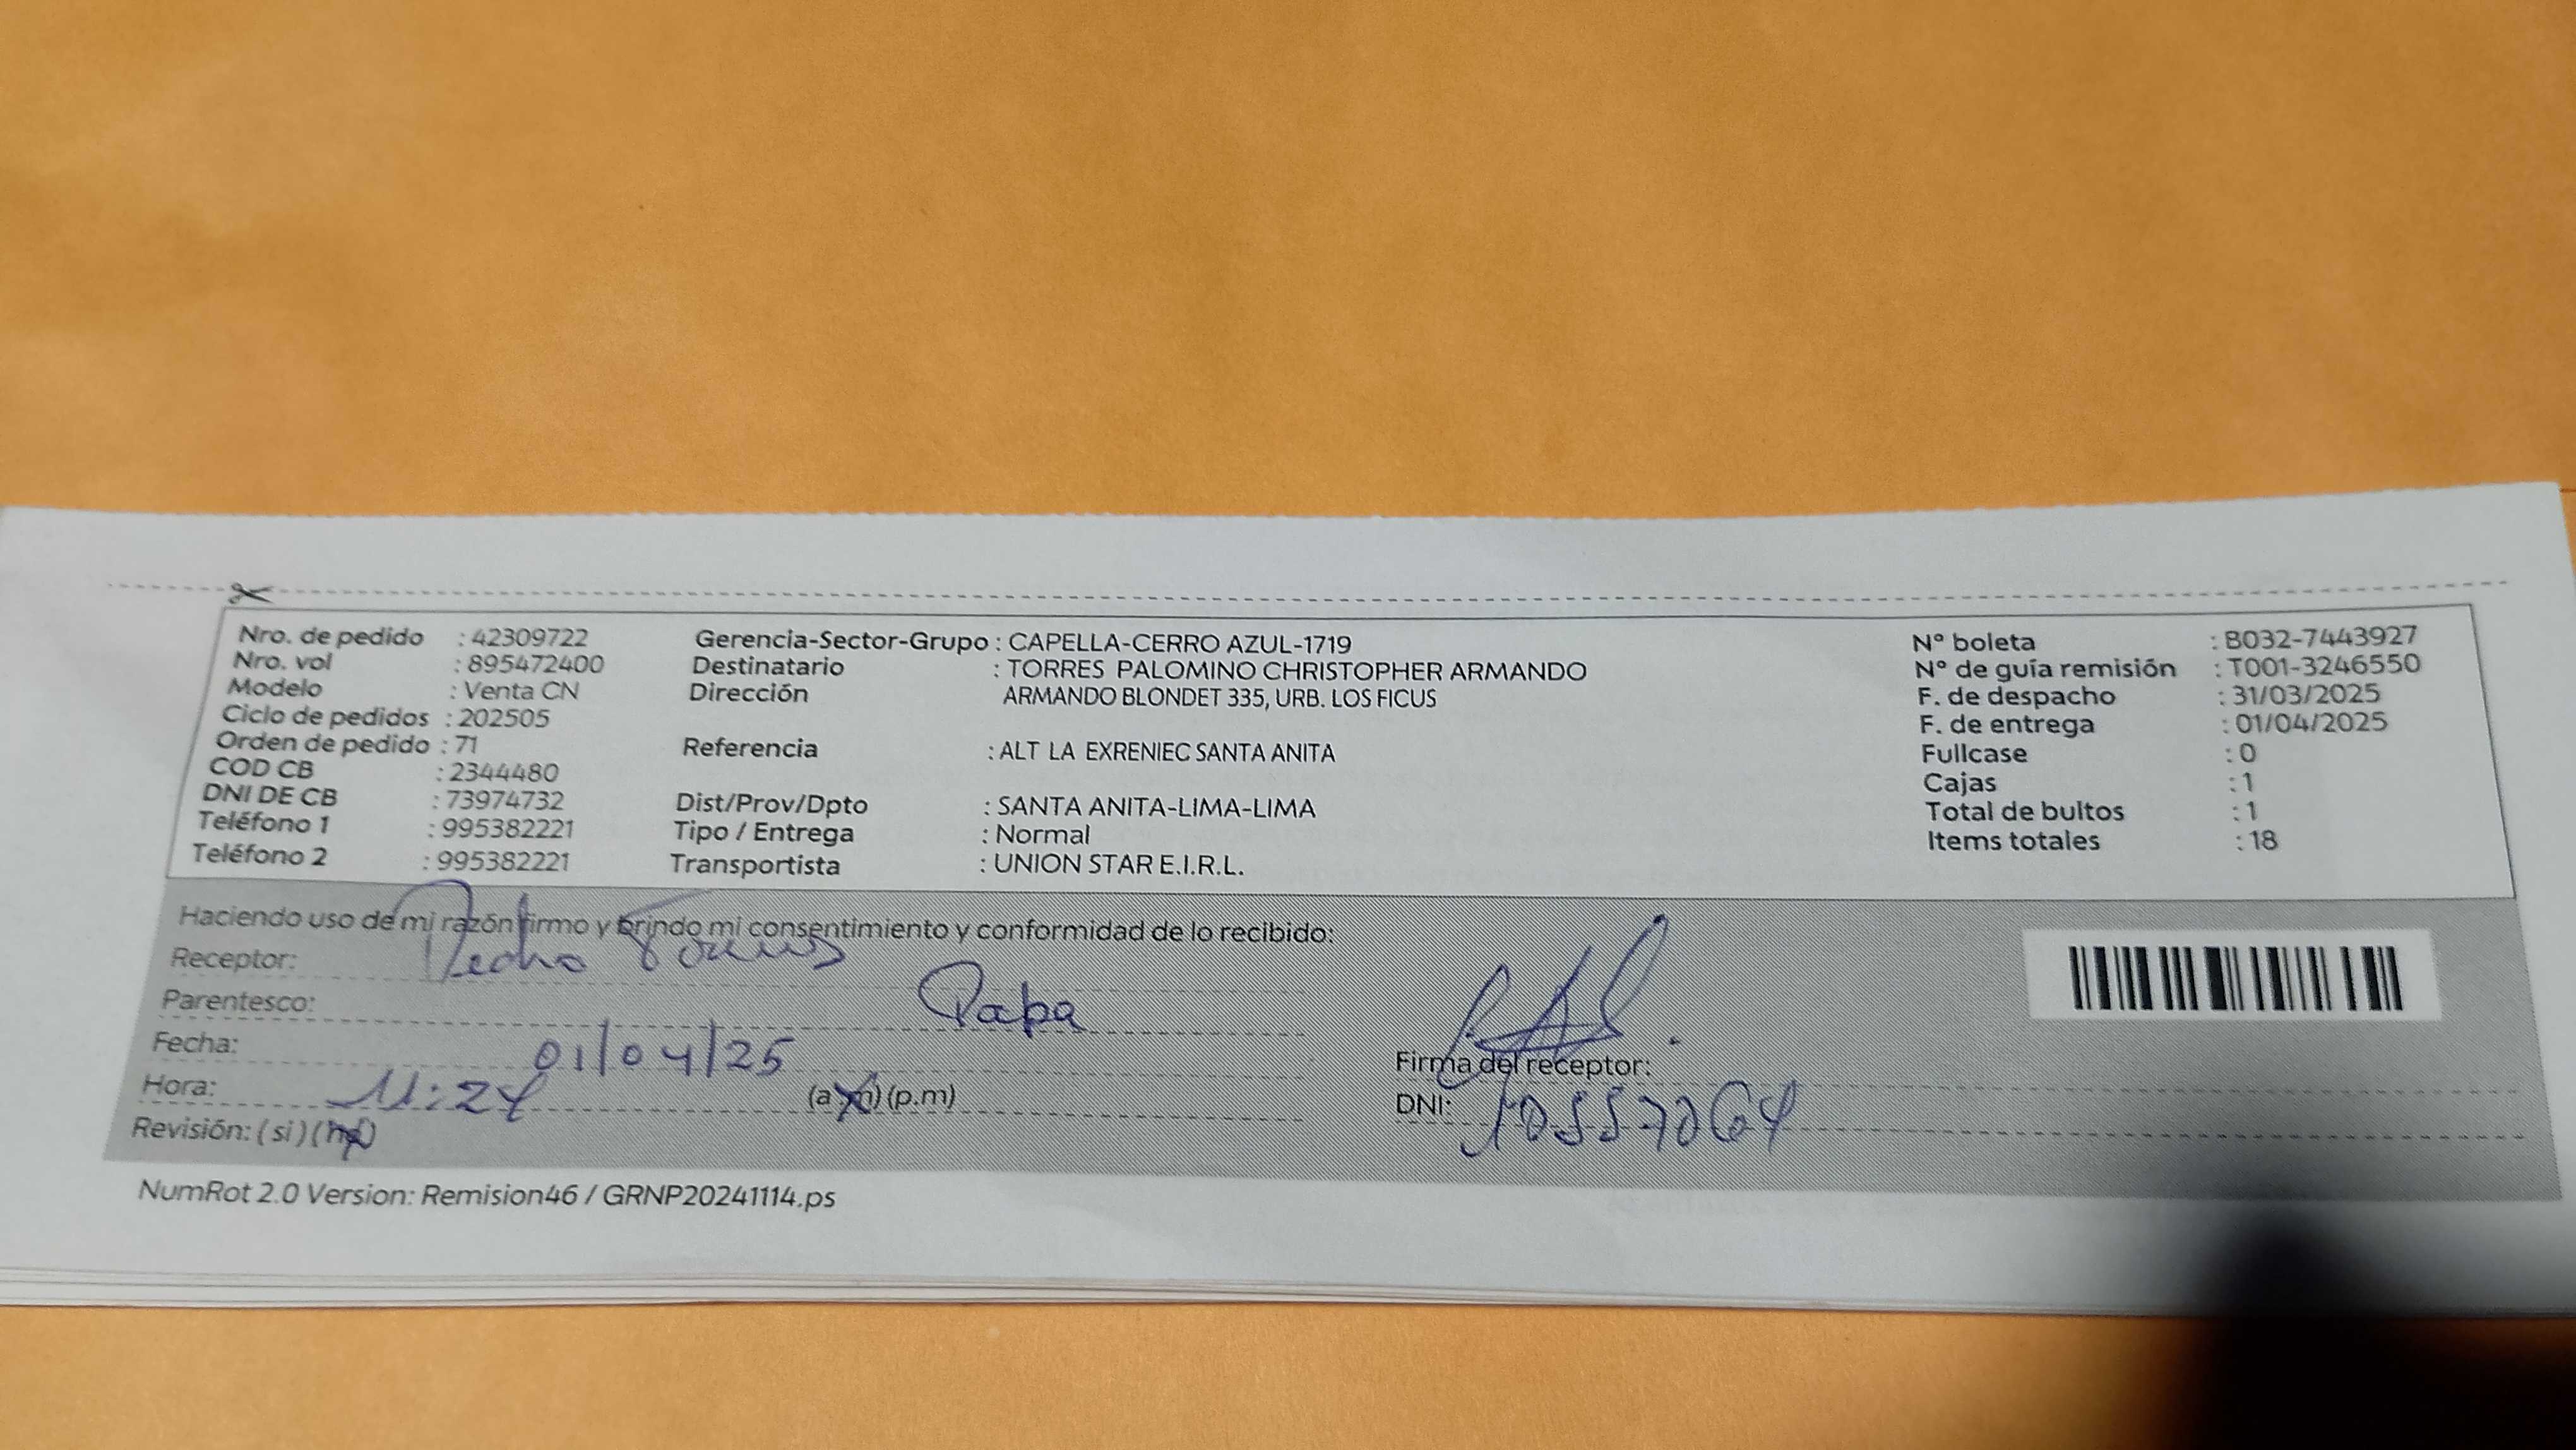 Nro. de pedido : 42309722 Gerencia-Sector-Grupo : CAPELLA-CERRO AZUL-1719 N° boleta : B032-7443927
Nro. vol : 895472400 Destinatario : TORRES PALOMINO CHRISTOPHER ARMANDO N° de guía remisión : T001-3246550
Modelo : Venta CN Dirección ARMANDO BLONDET 335, URB. LOS FICUS F. de despacho : 31/03/2025
Ciclo de pedidos : 202505 F. de entrega : 01/04/2025
Orden de pedido : 71 Referencia : ALT LA EXRENIEC SANTA ANITA Fullcase : 0
COD CB : 2344480 Cajas : 1
DNI DE CB : 73974732 Dist/Prov/Dpto : SANTA ANITA-LIMA-LIMA Total de bultos : 1
Teléfono 1 : 995382221 Tipo / Entrega : Normal Items totales : 18
Teléfono 2 : 995382221 Transportista : UNION STAR E.I.R.L.
Haciendo uso de mi razón firmo y brindo mi consentimiento y conformidad de lo recibido:
Receptor: Pedro Torres
Parentesco: Papa
Fecha: 01/04/25
Firma del receptor:
Hora: 11:24 (a.m) (p.m)
DNI:
Revisión: (si) (no)
NumRot 2.0 Version: Remision46 / GRNP20241114.ps